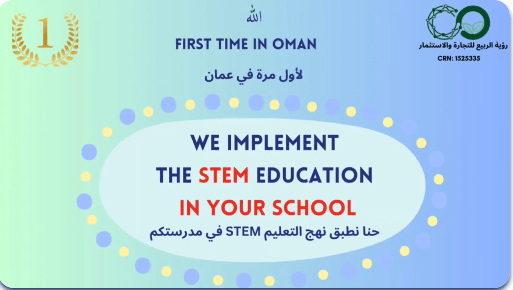 الله
1
FIRST TIME IN OMAN
لأول مرة في عمان
رؤية الربيع للتجارة والاستثمار
CRN: 1525335
WE IMPLEMENT
THE STEM EDUCATION
IN YOUR SCHOOL
حنا نطبق نهج التعليم STEM في مدرستكم